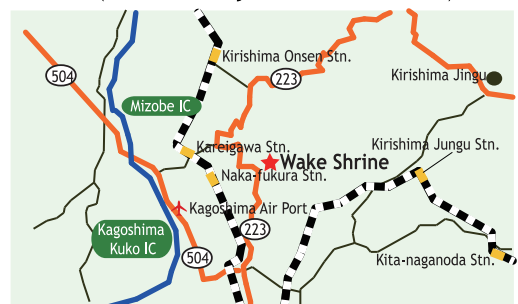 Kirishima Onsen Stn.
504
223
Kirishima Jingu
Mizobe IC
Kareigawa Stn.
Kirishima Jungu Stn.
Wake Shrine
Naka-fukura Stn.
Kagoshima Air Port
Kagoshima
Kuko IC
223
504
Kita-naganoda Stn.